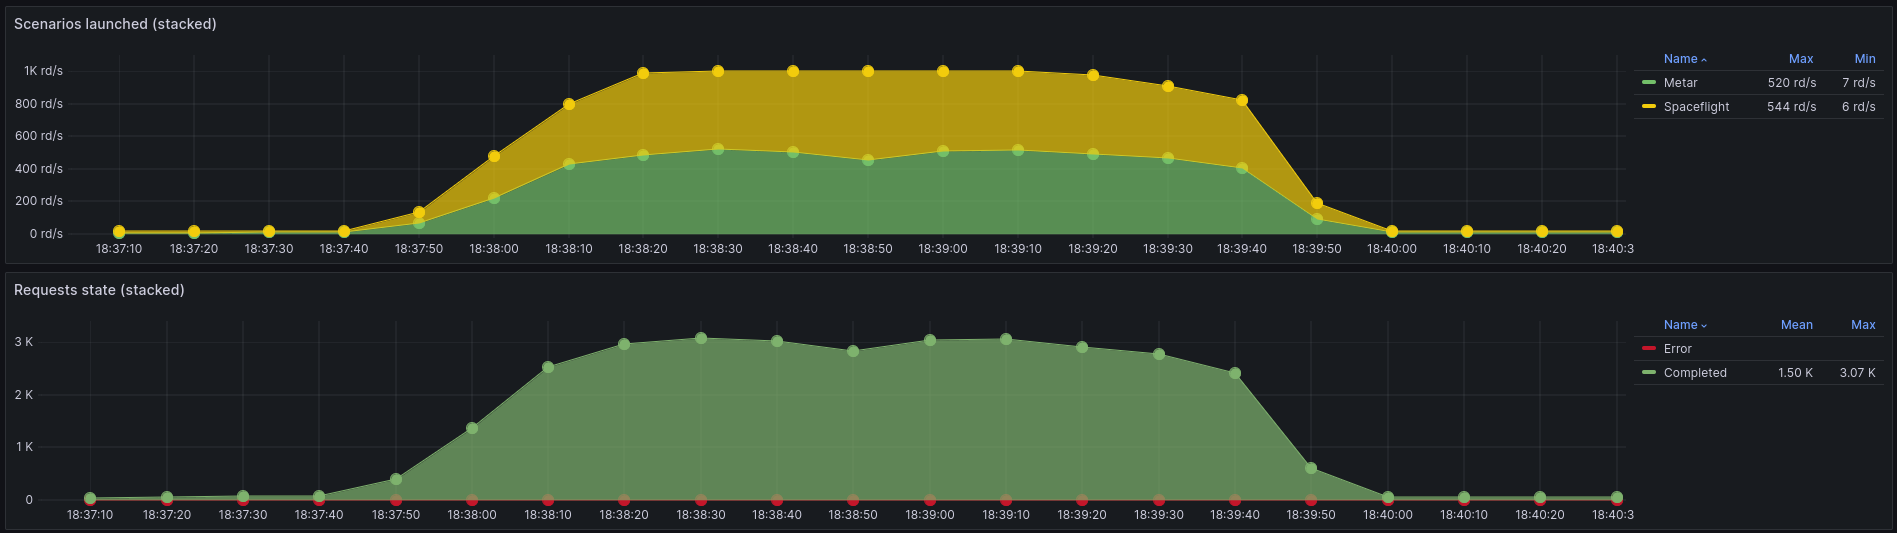 Scenarios launched (stacked)
1K rd/s
800 rd/s
600 rd/s
400 rd/s
200 rd/s
0 rd/s
18:37:10 18:37:20 18:37:30 18:37:40 18:37:50 18:38:00 18:38:10 18:38:20 18:38:30 18:38:40 18:38:50 18:39:00 18:39:10 18:39:20 18:39:30 18:39:40 18:39:50 18:40:00 18:40:10 18:40:20 18:40:3
Name Max Min
Metar 520 rd/s 7 rd/s
Spaceflight 544 rd/s 6 rd/s
Requests state (stacked)
3 K
2 K
1 K
0
18:37:10 18:37:20 18:37:30 18:37:40 18:37:50 18:38:00 18:38:10 18:38:20 18:38:30 18:38:40 18:38:50 18:39:00 18:39:10 18:39:20 18:39:30 18:39:40 18:39:50 18:40:00 18:40:10 18:40:20 18:40:3
Name Mean Max
Error
Completed 1.50 K 3.07 K